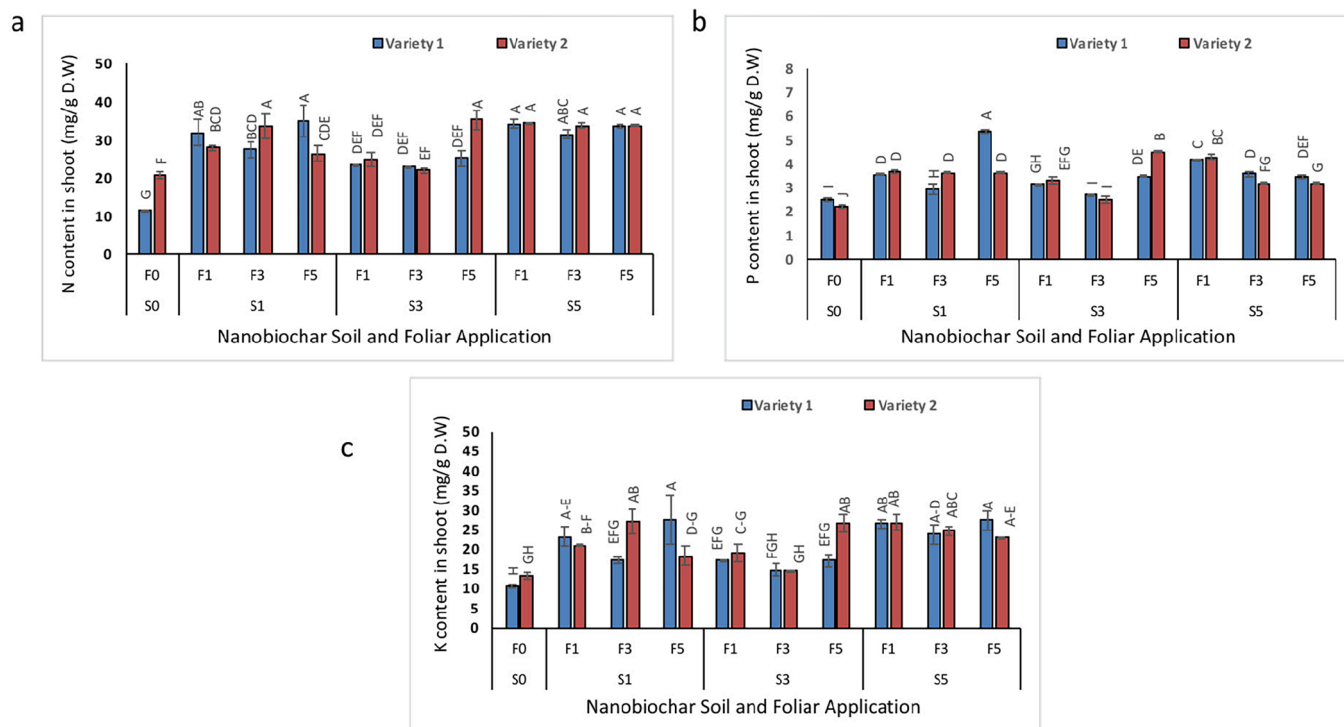 a
Variety 1 Variety 2
N content in shoot (mg/g D.W)
50
40
30
20
10
0
G F AB BCD BCD A A CDE DEF DEF DEF EF DEF A A A ABC A A A
F0 F1 F3 F5 F1 F3 F5 F1 F3 F5
S0 S1 S3 S5
Nanobiochar Soil and Foliar Application
b
Variety 1 Variety 2
P content in shoot (mg/g D.W)
8
7
6
5
4
3
2
1
0
I J D D H D A D GH EFG I I DE B C BC D FG DEF G
F0 F1 F3 F5 F1 F3 F5 F1 F3 F5
S0 S1 S3 S5
Nanobiochar Soil and Foliar Application
c
Variety 1 Variety 2
K content in shoot (mg/g D.W)
50
45
40
35
30
25
20
15
10
5
0
H GH A-E B-F EFG AB A D-G EFG C-G FGH GH EFG AB AB AB A-D ABC A A-E
F0 F1 F3 F5 F1 F3 F5 F1 F3 F5
S0 S1 S3 S5
Nanobiochar Soil and Foliar Application